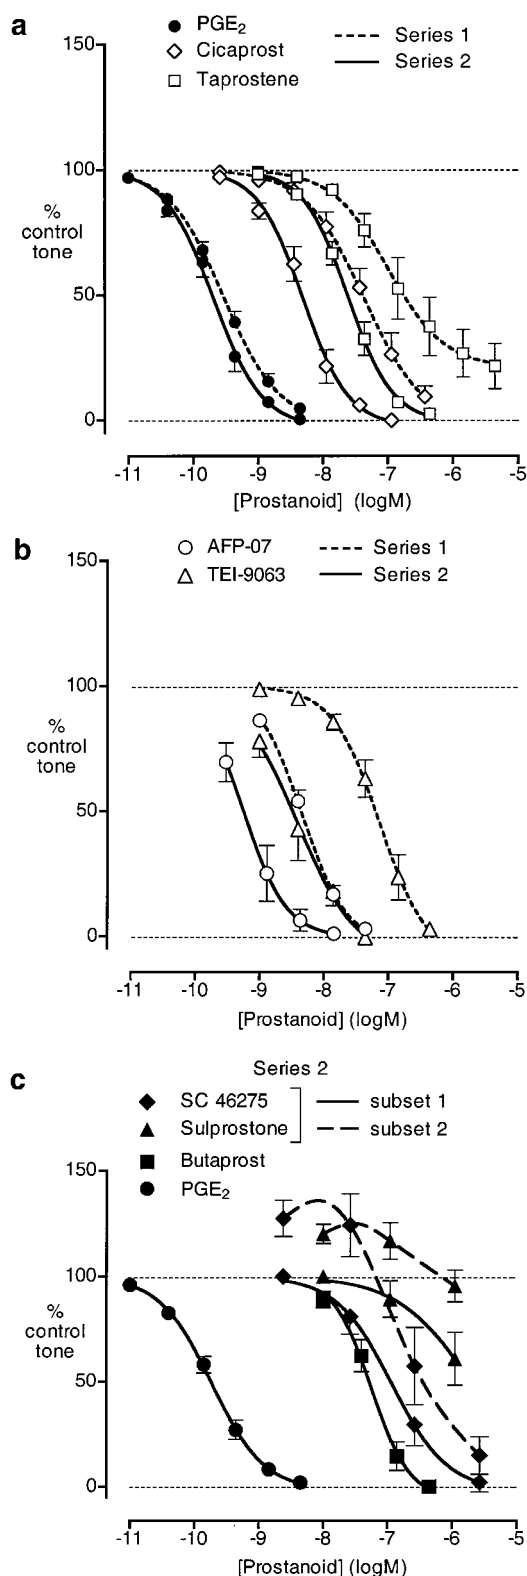 a
PGE2
Cicaprost
Taprostene
Series 1
Series 2
150
100
50
0
% control tone
-11 -10 -9 -8 -7 -6 -5
[Prostanoid] (logM)
b
AFP-07
TEI-9063
Series 1
Series 2
150
100
50
0
% control tone
-11 -10 -9 -8 -7 -6 -5
[Prostanoid] (logM)
c
Series 2
SC 46275
Sulprostone
Butaprost
PGE2
subset 1
subset 2
150
100
50
0
% control tone
-11 -10 -9 -8 -7 -6 -5
[Prostanoid] (logM)